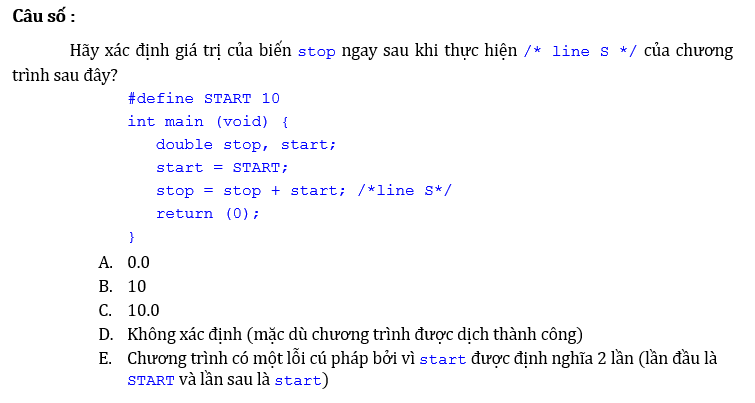 Câu số :
Hãy xác định giá trị của biến stop ngay sau khi thực hiện /* line S */ của chương
trình sau đây?
#define START 10
int main (void) {
double stop, start;
start = START;
stop = stop + start; /*line S*/
return (0);
}
A. 0.0
B. 10
C. 10.0
D. Không xác định (mặc dù chương trình được dịch thành công)
E. Chương trình có một lỗi cú pháp bởi vì start được định nghĩa 2 lần (lần đầu là
START và lần sau là start)